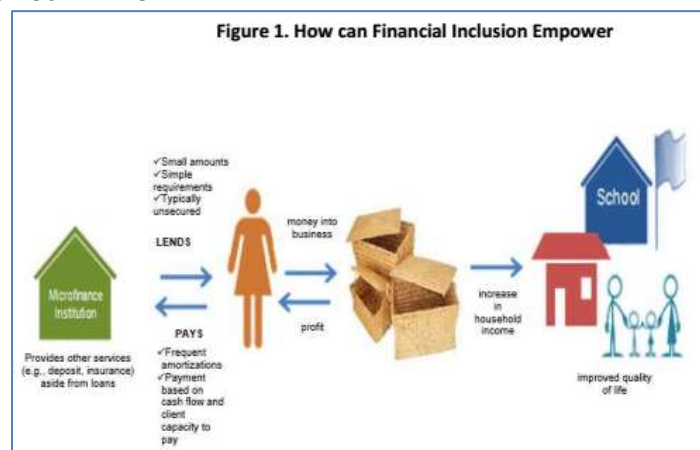 Figure 1. How can Financial Inclusion Empower
✓Small amounts
✓Simple
requirements
✓Typically
unsecured
LENDS
Microfinance
Institution
Provides other services
(e.g., deposit, insurance)
aside from loans
PAYS
✓Frequent
amortizations
✓Payment
based on
cash flow and
client
capacity to
pay
money into
business
profit
increase
in
household
income
School
improved quality
of life